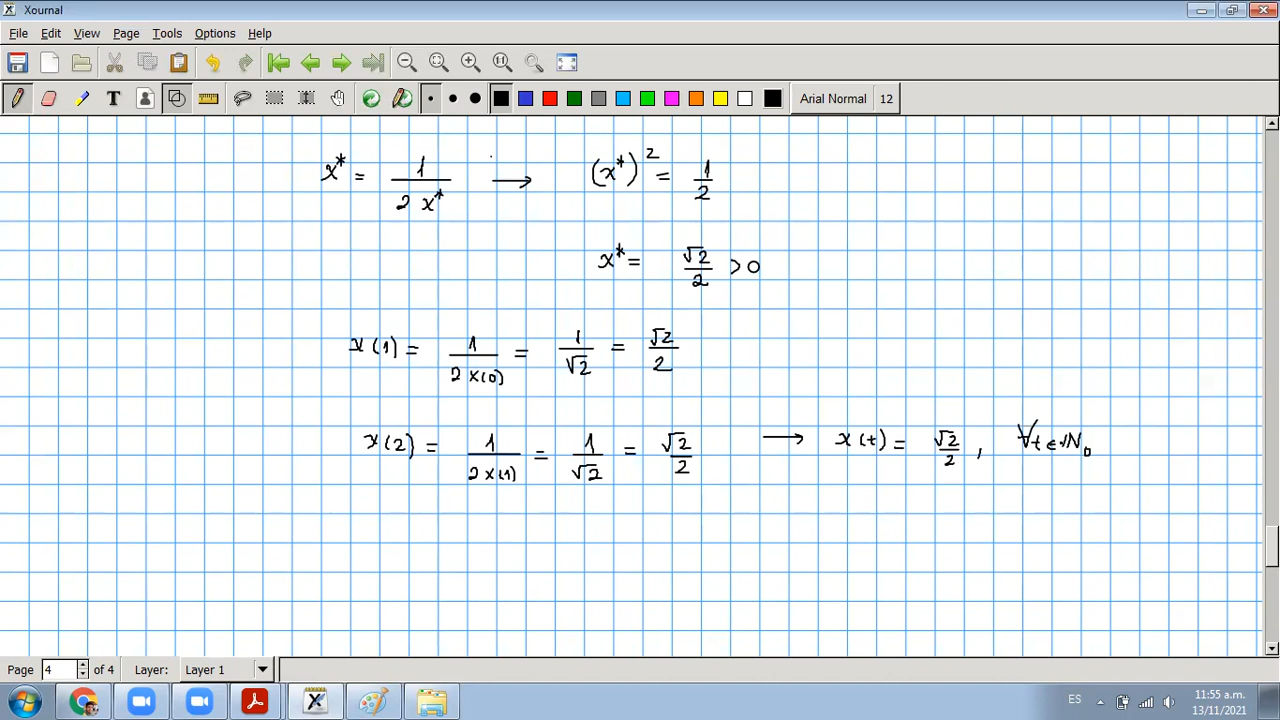 Xournal
File Edit View Page Tools Options Help
Arial Normal 12
x* = 1/(2 x*) → (x*)² = 1/2
x* = √2/2 > 0
x(1) = 1/(2x(0)) = 1/√2 = √2/2
x(2) = 1/(2x(1)) = 1/√2 = √2/2 → x(t) = √2/2, ∀t ∈ ℕ₀
Page 4 of 4 Layer: Layer 1
ES 11:55 a.m.
13/11/2021